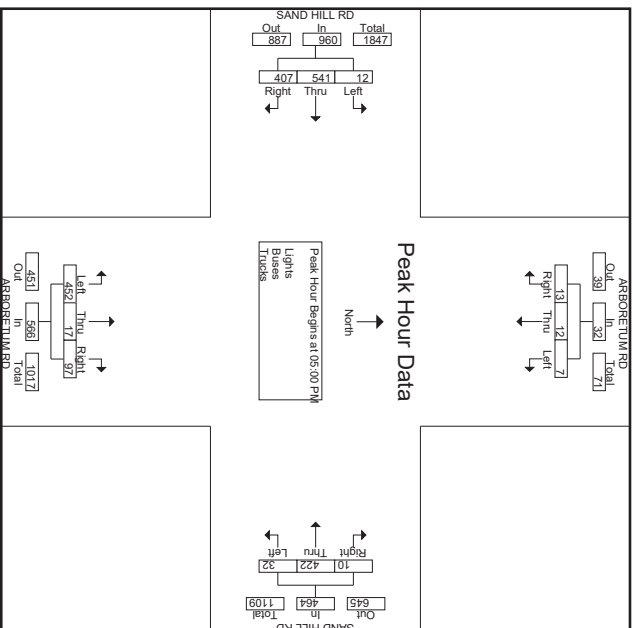 SAND HILL RD
Out In Total
887 960 1847
407 541 12
Right Thru Left
Peak Hour Data
North
Peak Hour Begins at 05:00 PM
Lights
Buses
Trucks
ARBORETUM RD
Out In Total
39 32 71
13 12 7
Right Thru Left
Left Thru Right
452 17 97
451 566 1017
Out In Total
ARBORETUM RD
Left Thru Right
32 422 10
1109 464 645
Total In Out
SAND HILL RD